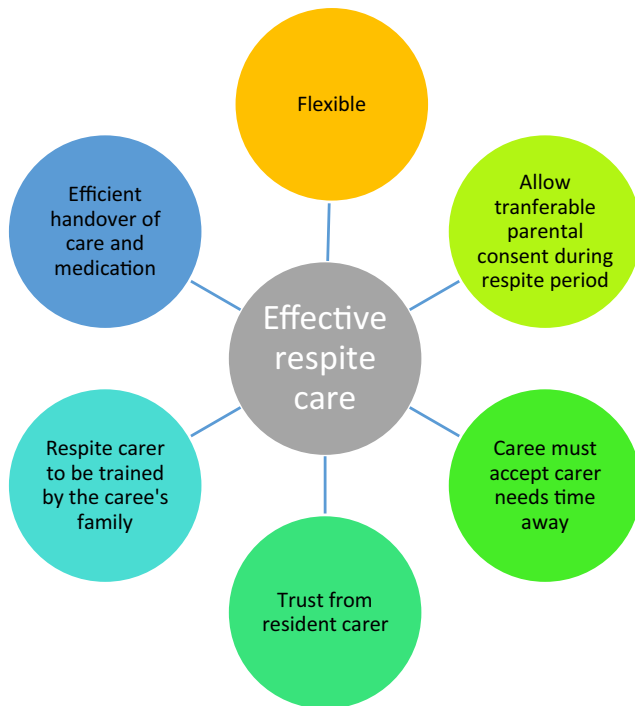 Flexible
Efficient
handover of
care and
medication
Allow
tranferable
parental
consent during
respite period
Effective
respite
care
Respite carer
to be trained
by the caree's
family
Caree must
accept carer
needs time
away
Trust from
resident carer